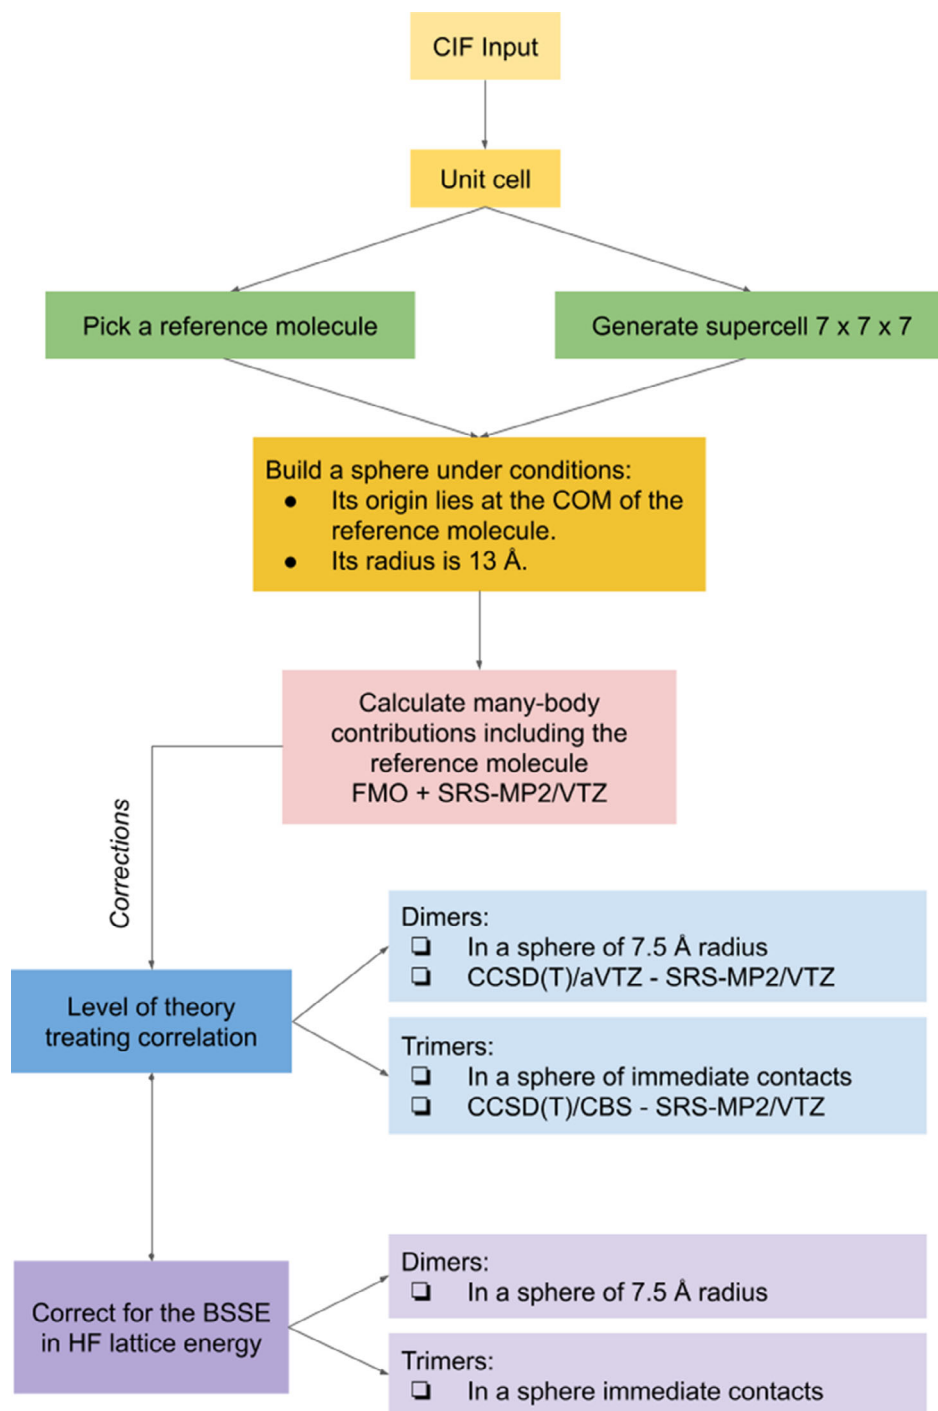 CIF Input
Unit cell
Pick a reference molecule
Generate supercell 7 x 7 x 7
Build a sphere under conditions:
● Its origin lies at the COM of the
reference molecule.
● Its radius is 13 Å.
Calculate many-body
contributions including the
reference molecule
FMO + SRS-MP2/VTZ
Corrections
Level of theory
treating correlation
Dimers:
❏ In a sphere of 7.5 Å radius
❏ CCSD(T)/aVTZ - SRS-MP2/VTZ
Trimers:
❏ In a sphere of immediate contacts
❏ CCSD(T)/CBS - SRS-MP2/VTZ
Correct for the BSSE
in HF lattice energy
Dimers:
❏ In a sphere of 7.5 Å radius
Trimers:
❏ In a sphere immediate contacts